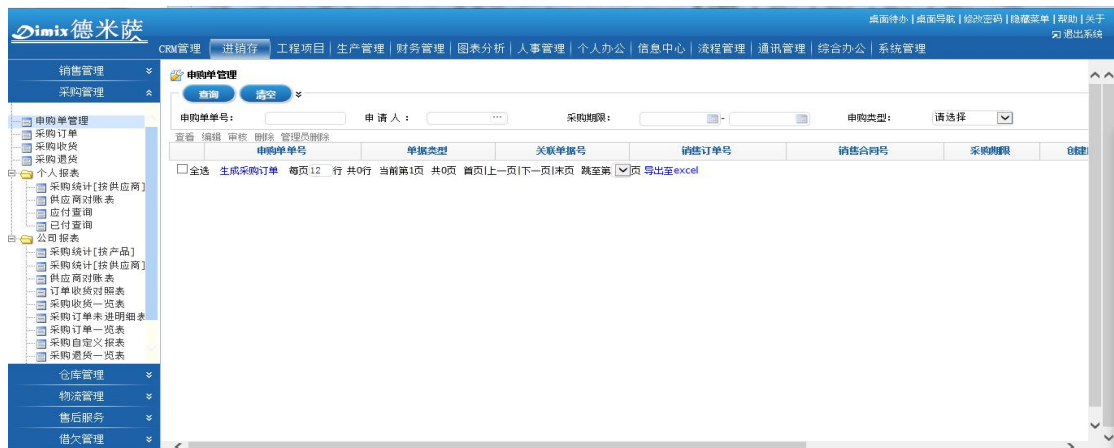 Dimix德米萨
桌面待办 | 桌面导航 | 修改密码 | 隐藏菜单 | 帮助 | 关于
退出系统
CRM管理 | 进销存 | 工程项目 | 生产管理 | 财务管理 | 图表分析 | 人事管理 | 个人办公 | 信息中心 | 流程管理 | 通讯管理 | 综合办公 | 系统管理
销售管理
采购管理
申购单管理
采购订单
采购收货
采购退货
个人报表
采购统计[按供应商]
供应商对账表
应付查询
已付查询
公司报表
采购统计[按产品]
采购统计[按供应商]
供应商对账表
订单收货对照表
采购收货一览表
采购订单未进明细表
采购订单一览表
采购自定义报表
采购退货一览表
仓库管理
物流管理
售后服务
借欠管理
申购单管理
查询 清空
申购单单号: 申请人: ... 采购期限: - 申购类型: 请选择
查看 编辑 审核 删除 管理员删除
申购单单号 单据类型 关联单据号 销售订单号 销售合同号 采购期限 创建
全选 生成采购订单 每页12 行 共0行 当前第1页 共0页 首页|上一页|下一页|末页 跳至第 页 导出至excel